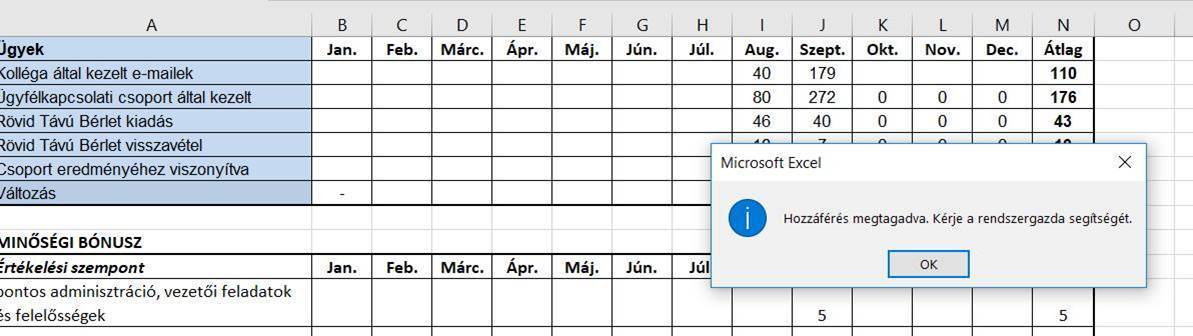 A B C D E F G H I J K L M N O
Ügyek Jan. Feb. Márc. Ápr. Máj. Jún. Júl. Aug. Szept. Okt. Nov. Dec. Átlag
Kolléga által kezelt e-mailek 40 179 110
Ügyfélkapcsolati csoport által kezelt 80 272 0 0 0 176
Rövid Távú Bérlet kiadás 46 40 0 0 0 43
Rövid Távú Bérlet visszavétel
Csoport eredményéhez viszonyítva
Változás -
Microsoft Excel
Hozzáférés megtagadva. Kérje a rendszergazda segítségét.
OK
MINŐSÉGI BÓNUSZ
Értékelési szempont Jan. Feb. Márc. Ápr. Máj. Jún. Júl
pontos adminisztráció, vezetői feladatok
és felelősségek 5 5